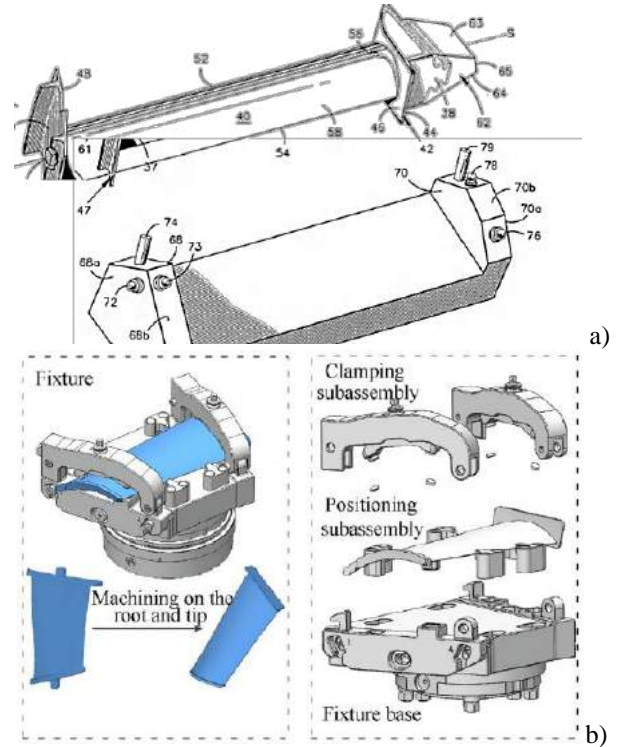 63
S
56
52
48
65
40
38
64
58
46
44
62
61
37
54
42
79
78
47
70
70b
74
70a
68
76
68a
73
72
68b
a)
Fixture
Clamping
subassembly
Positioning
subassembly
Machining on the
root and tip
Fixture base
b)